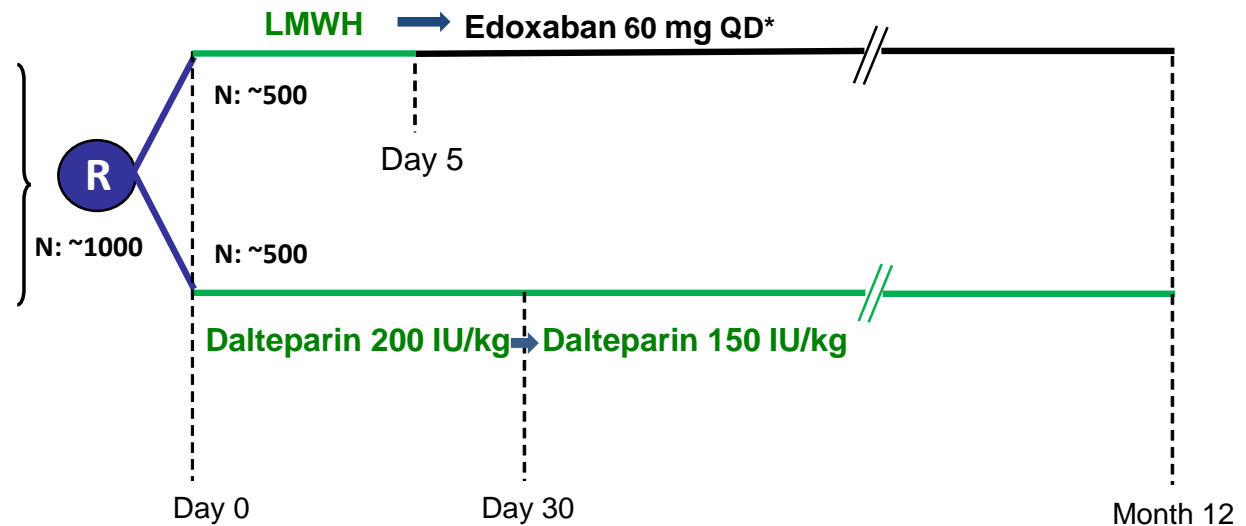 LMWH Edoxaban 60 mg QD*
N: ~500
Day 5
R
N: ~1000
N: ~500
Dalteparin 200 IU/kg Dalteparin 150 IU/kg
Day 0 Day 30 Month 12